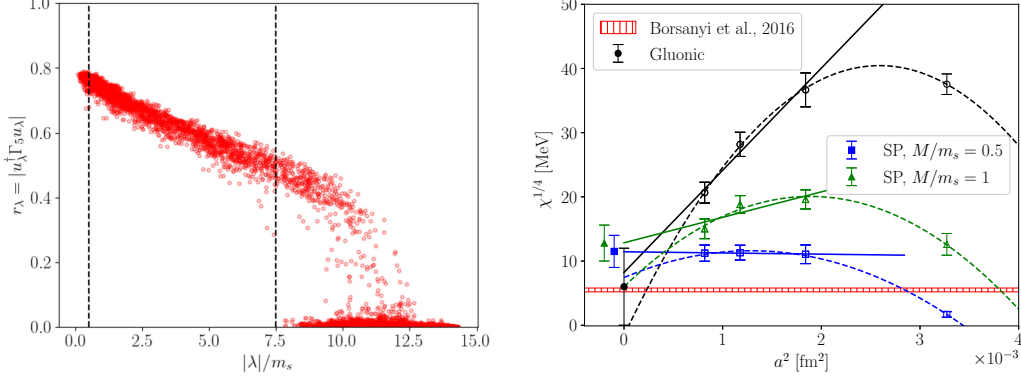 1.0
0.8
0.6
0.4
0.2
0.0
r_λ = |u_λ^†Γ_5u_λ|
0.0 2.5 5.0 7.5 10.0 12.5 15.0
|λ|/m_s
50
40
30
20
10
0
χ^{1/4} [MeV]
Borsanyi et al., 2016
Gluonic
SP, M/m_s = 0.5
SP, M/m_s = 1
0 1 2 3 4
×10^{−3}
a^2 [fm^2]